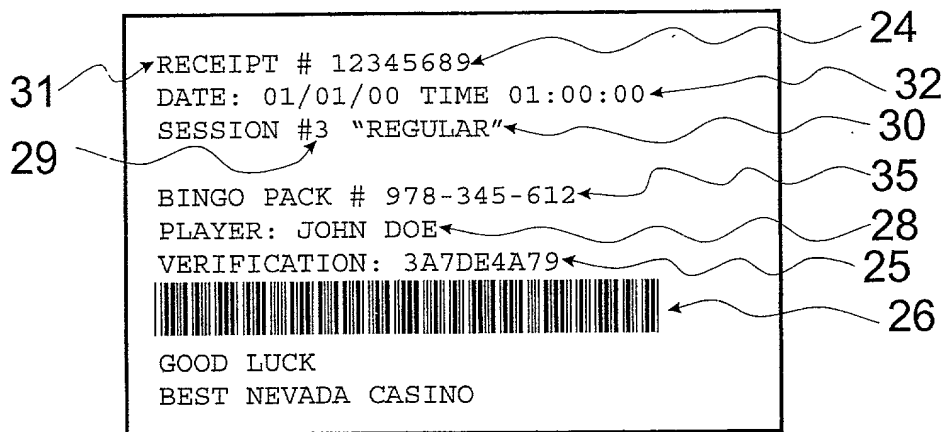 RECEIPT # 12345689 24
31
DATE: 01/01/00 TIME 01:00:00 32
SESSION #3 “REGULAR” 30
29
BINGO PACK # 978-345-612 35
PLAYER: JOHN DOE 28
VERIFICATION: 3A7DE4A79 25
26
GOOD LUCK
BEST NEVADA CASINO